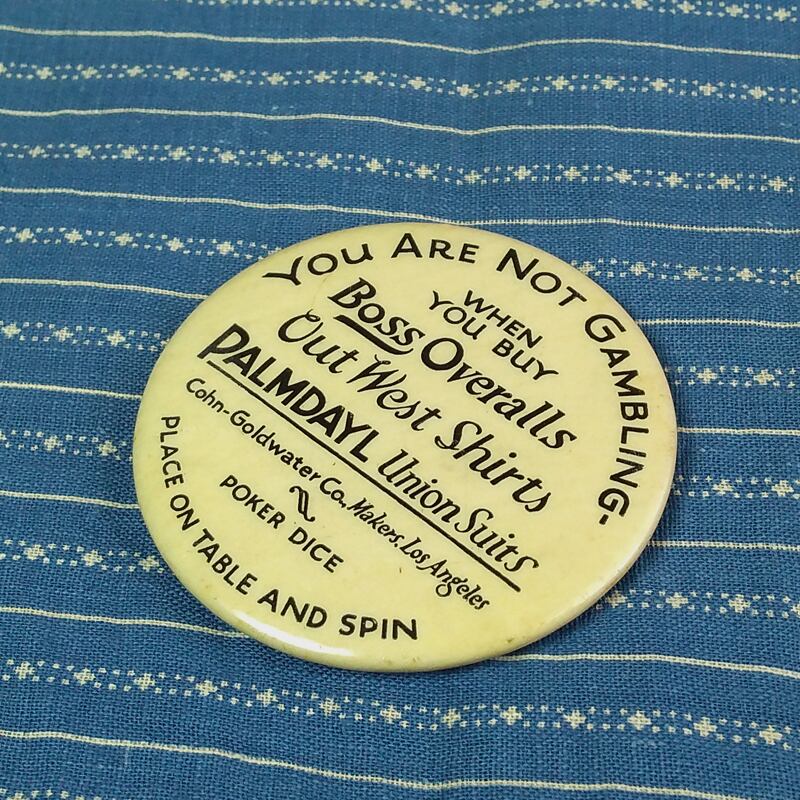 YOU ARE NOT GAMBLING-
WHEN
YOU BUY
Boss Overalls
Out West Shirts
PALMDAYL Union Suits
Cohn-Goldwater Co., Makers, Los Angeles
POKER DICE
PLACE ON TABLE AND SPIN